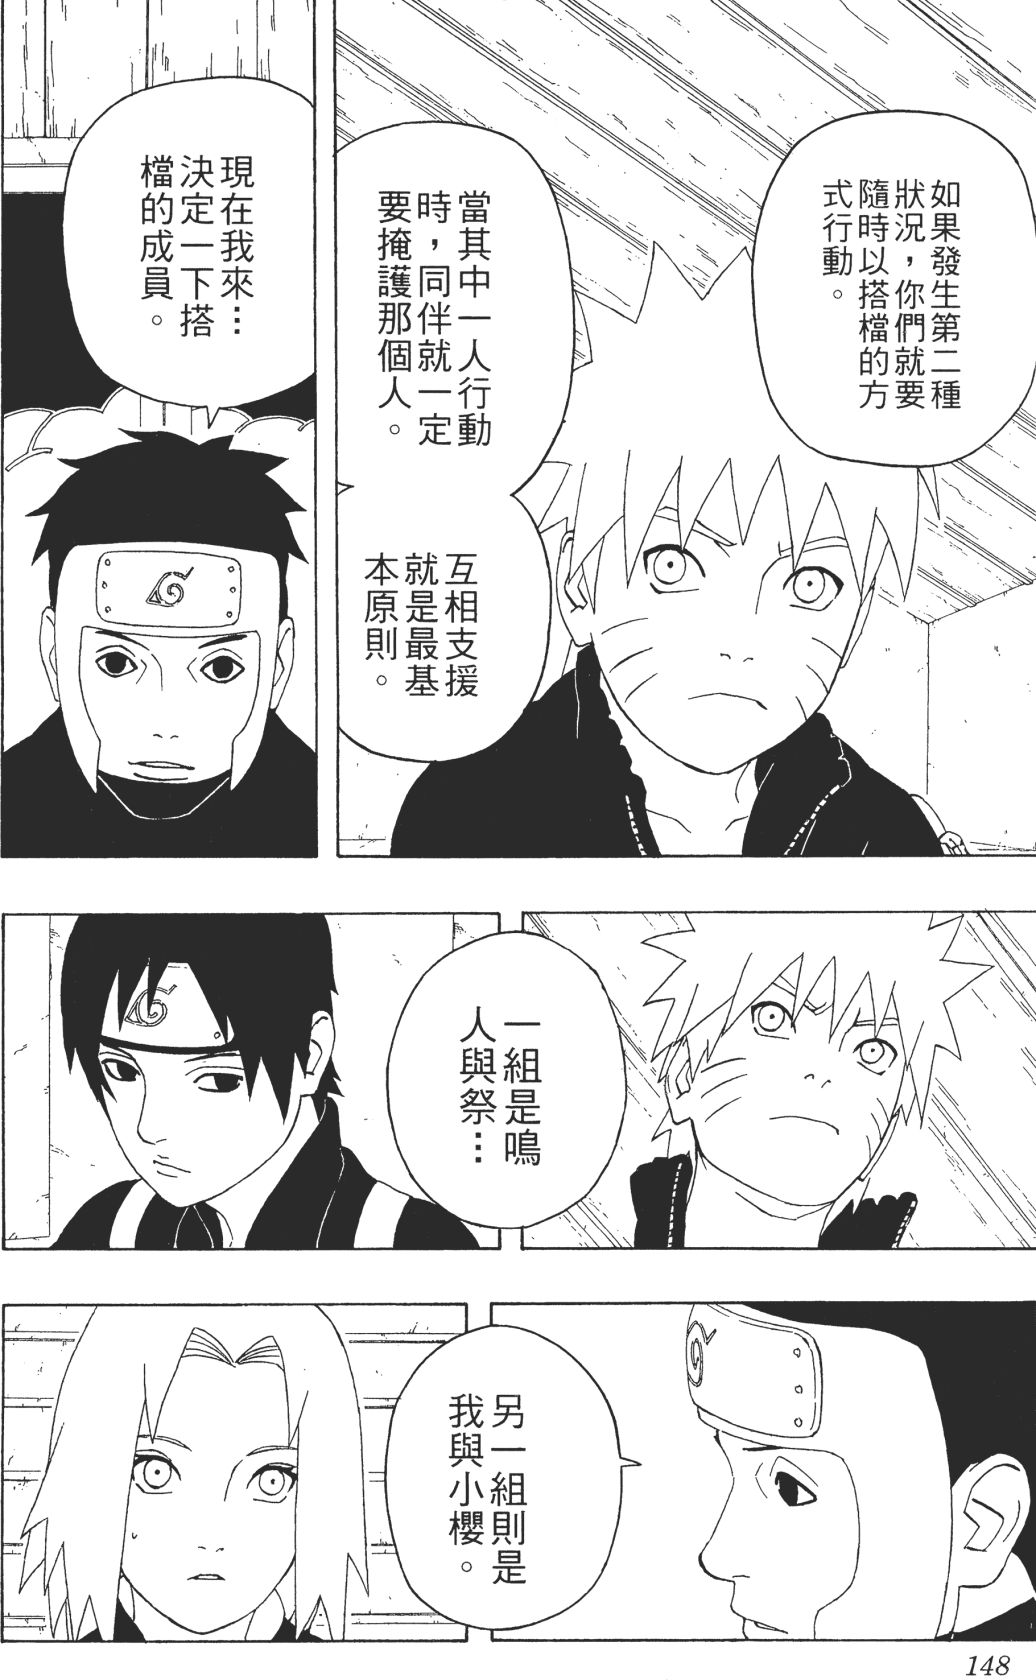 如果發生第二種
狀況，你們就要
隨時以搭檔的方
式行動。
當其中一人行動
時，同伴就一定
要掩護那個人。
互相支援
就是最基
本原則。
現在我來…
決定一下搭
檔的成員。
一組是鳴
人與祭…
另一組則是
我與小櫻。
148